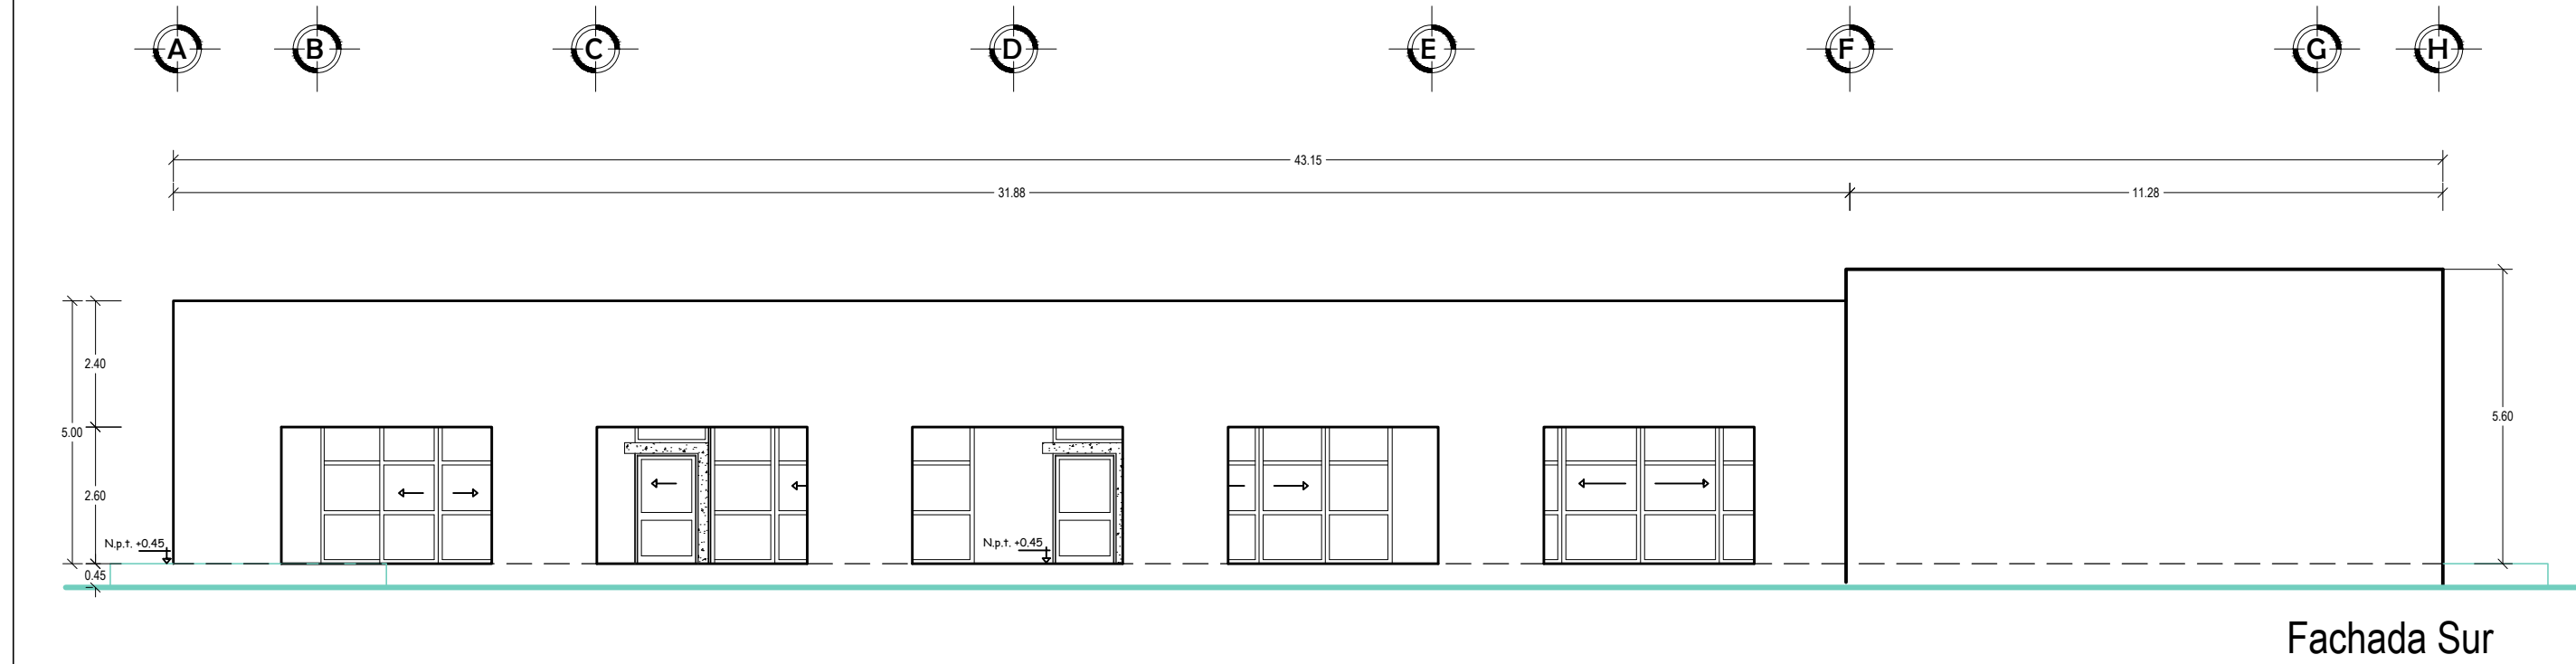 A B C D E F G H
43.15
31.88 11.28
2.40
5.00
5.60
2.60
N.p.t. +0.45 N.p.t. +0.45
0.45
Fachada Sur